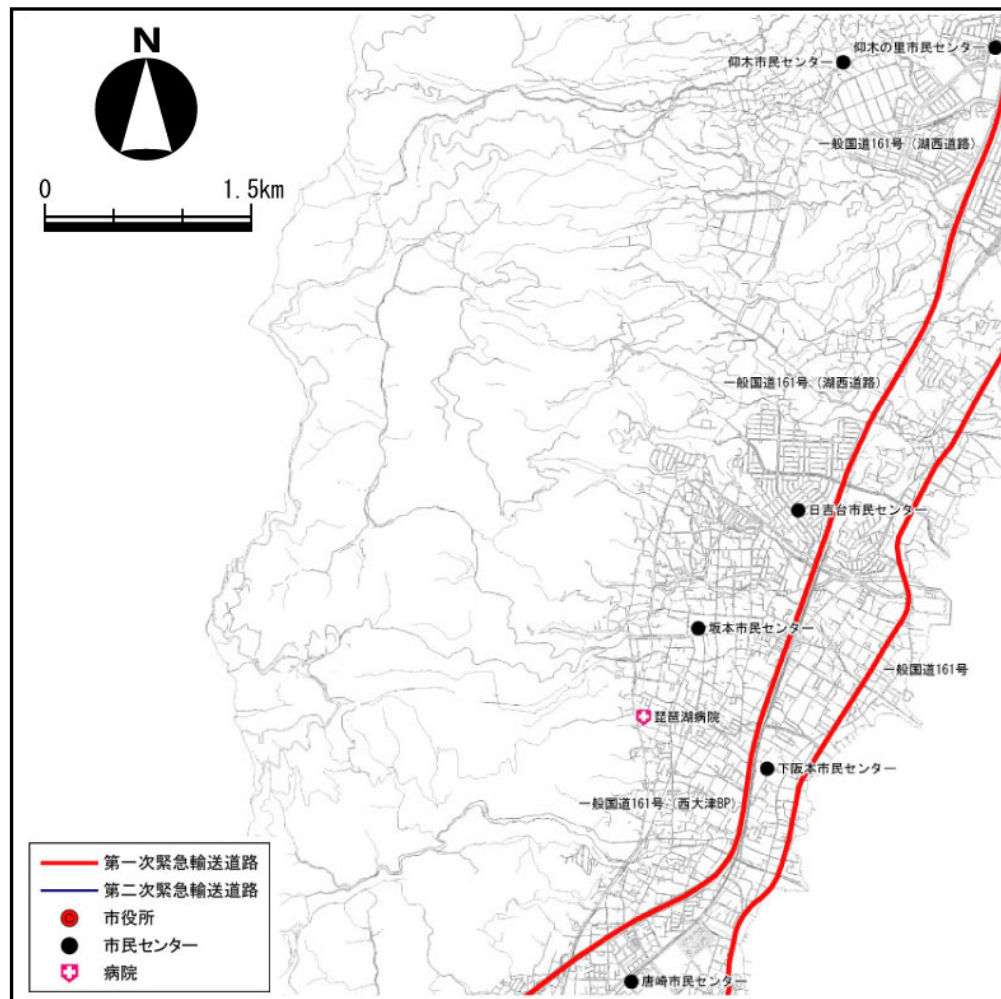 N
0 1.5km
仰木の里市民センター
仰木市民センター
一般国道161号（湖西道路）
一般国道161号（湖西道路）
日吉台市民センター
坂本市民センター
一般国道161号
琵琶湖病院
下阪本市民センター
一般国道161号（西大津BP）
第一次緊急輸送道路
第二次緊急輸送道路
市役所
市民センター
病院
唐崎市民センター